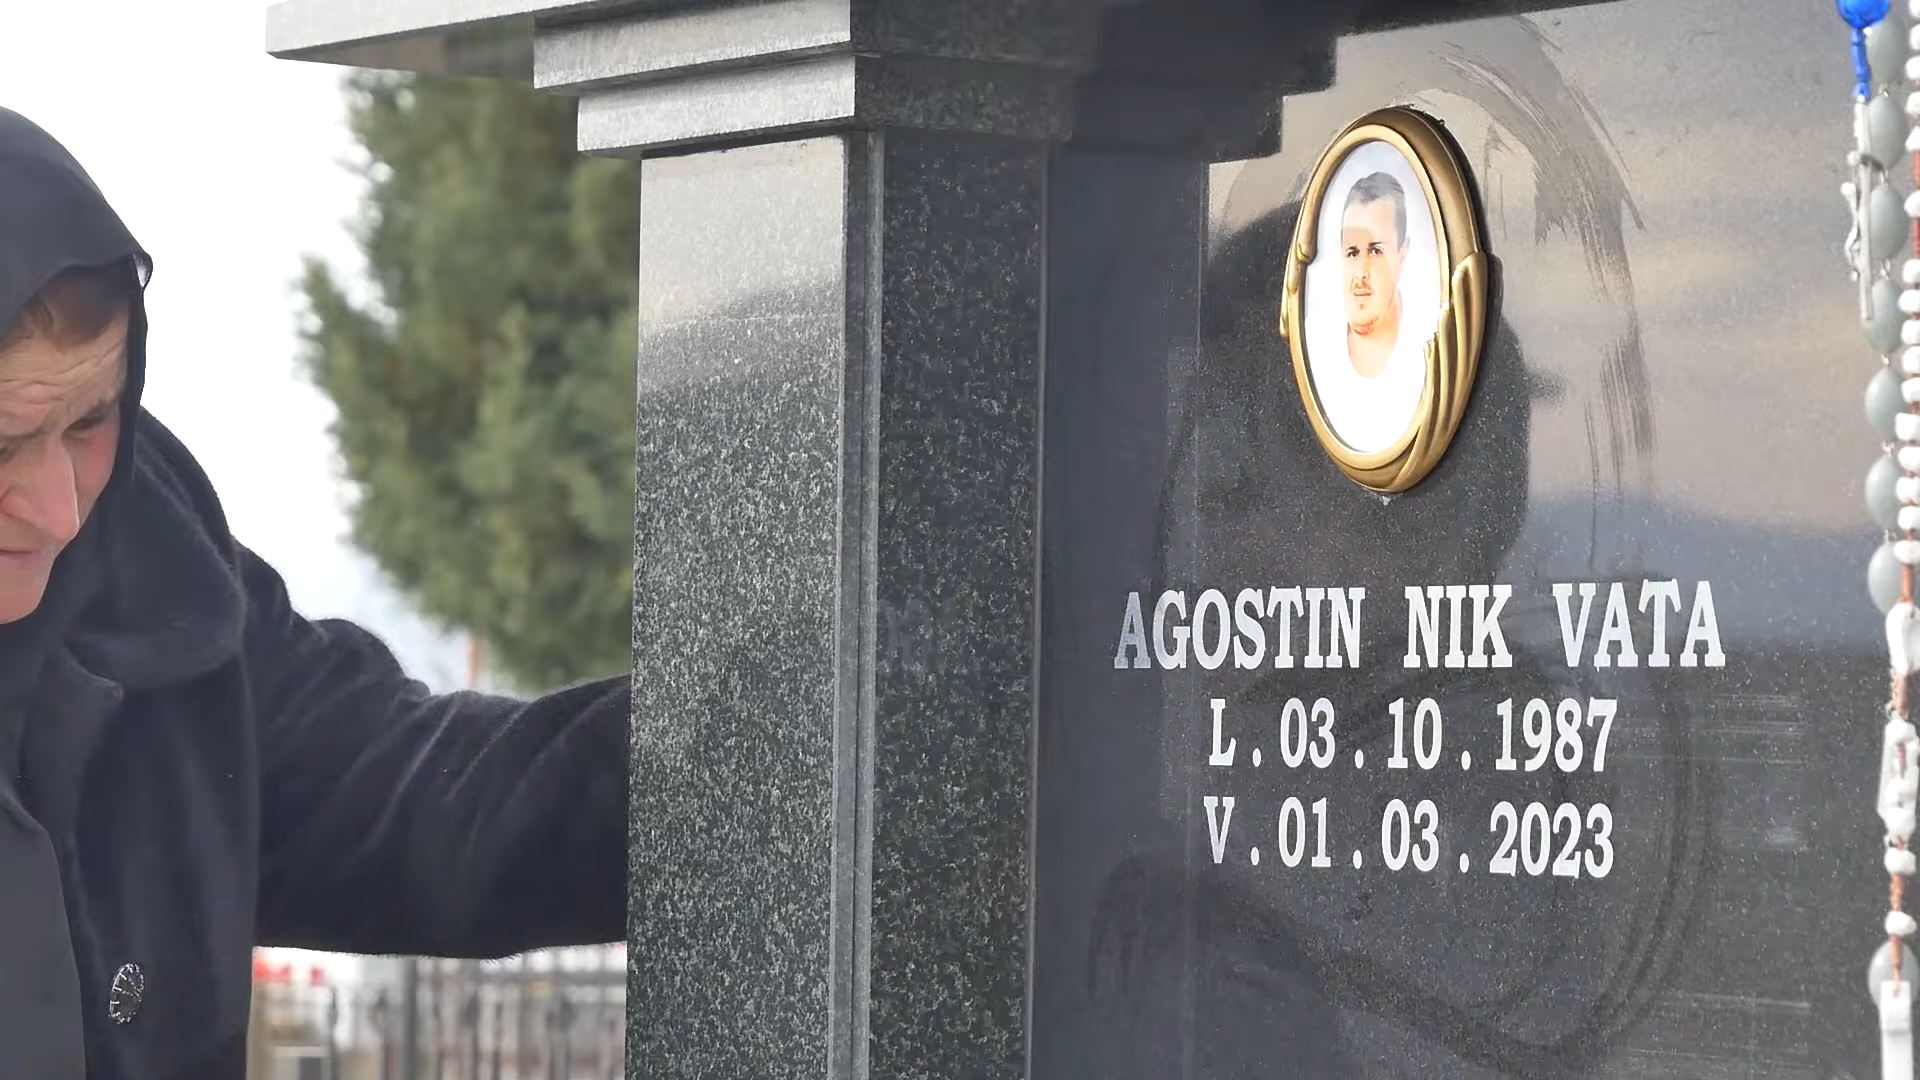 AGOSTIN NIK VATA
L . 03 . 10 . 1987
V . 01 . 03 . 2023